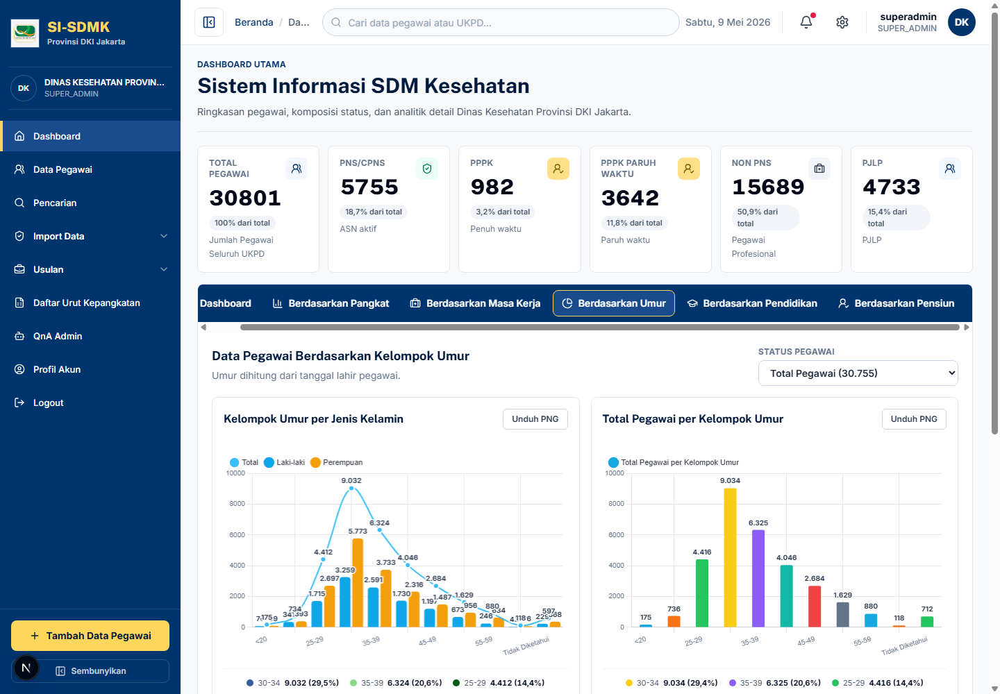 SI-SDMK
Provinsi DKI Jakarta
DK
DINAS KESEHATAN PROVIN...
SUPER_ADMIN
Dashboard
Data Pegawai
Pencarian
Import Data
Usulan
Daftar Urut Kepangkatan
QnA Admin
Profil Akun
Logout
Tambah Data Pegawai
N
Sembunyikan
Beranda / Da...
Cari data pegawai atau UKPD...
Sabtu, 9 Mei 2026
superadmin
SUPER_ADMIN
DK
DASHBOARD UTAMA
Sistem Informasi SDM Kesehatan
Ringkasan pegawai, komposisi status, dan analitik detail Dinas Kesehatan Provinsi DKI Jakarta.
TOTAL
PEGAWAI
30801
100% dari total
Jumlah Pegawai
Seluruh UKPD
PNS/CPNS
5755
18,7% dari total
ASN aktif
PPPK
982
3,2% dari total
Penuh waktu
PPPK PARUH
WAKTU
3642
11,8% dari total
Paruh waktu
NON PNS
15689
50,9% dari
total
Pegawai
Profesional
PJLP
4733
15,4% dari
total
PJLP
Dashboard
Berdasarkan Pangkat
Berdasarkan Masa Kerja
Berdasarkan Umur
Berdasarkan Pendidikan
Berdasarkan Pensiun
Data Pegawai Berdasarkan Kelompok Umur
Umur dihitung dari tanggal lahir pegawai.
STATUS PEGAWAI
Total Pegawai (30.755)
Kelompok Umur per Jenis Kelamin
Unduh PNG
Total Laki-laki Perempuan
10000
8000
6000
4000
2000
0
175
734
341
393
4.412
1.715
2.697
9.032
3.259
5.773
6.324
2.591
3.733
4.046
1.730
2.316
2.684
1.197
1.487
1.629
673
956
880
246
634
118
597
<20
25-29
35-39
45-49
55-59
Tidak Diketahui
30-34 9.032 (29,5%)
35-39 6.324 (20,6%)
25-29 4.412 (14,4%)
Total Pegawai per Kelompok Umur
Unduh PNG
Total Pegawai per Kelompok Umur
10000
8000
6000
4000
2000
0
175
736
4.416
9.034
6.325
4.046
2.684
1.629
880
118
712
<20
25-29
35-39
45-49
55-59
Tidak Diketahui
30-34 9.034 (29,4%)
35-39 6.325 (20,6%)
25-29 4.416 (14,4%)